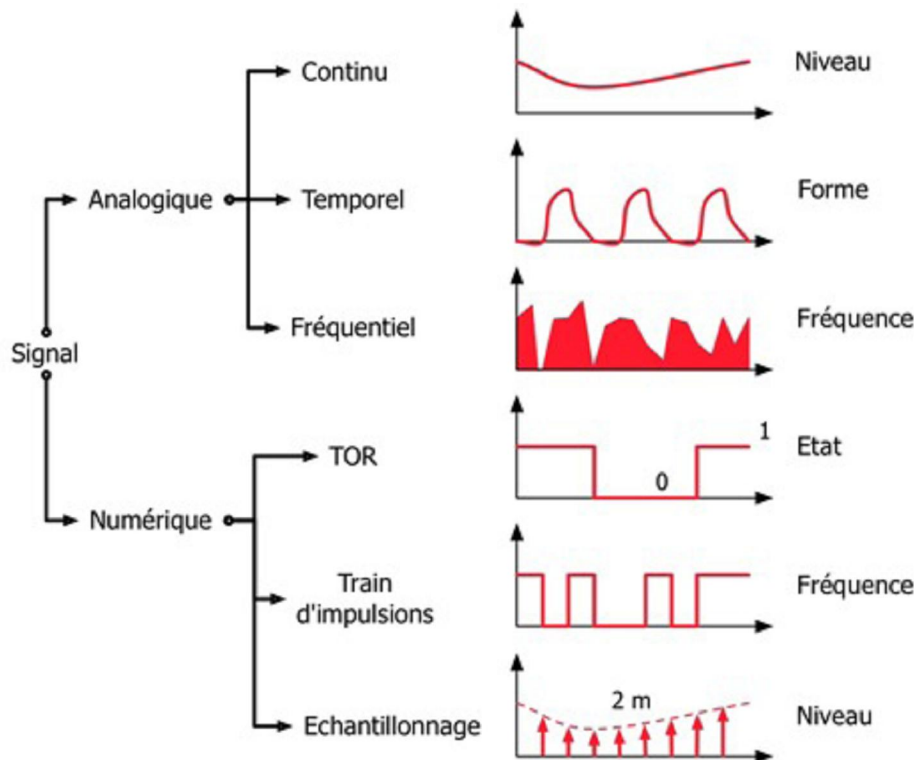 Continu
Niveau
Analogique
Temporel
Forme
Fréquentiel
Fréquence
Signal
TOR
1
Etat
0
Numérique
Train
d'impulsions
Fréquence
Echantillonnage
2 m
Niveau